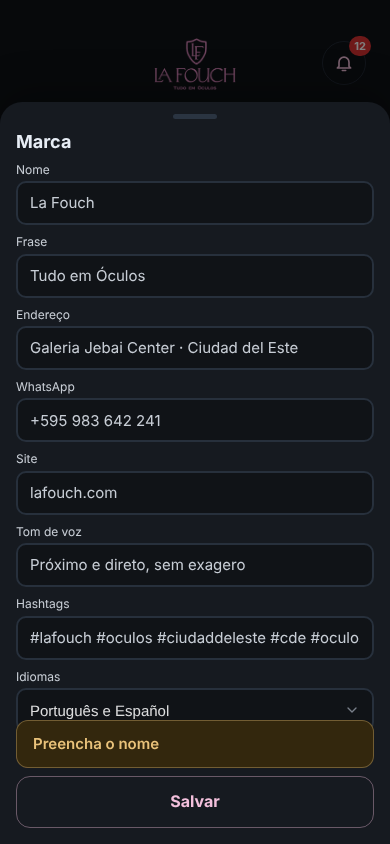 LA FOUCH
TUDO EM ÓCULOS
12
Marca
Nome
La Fouch
Frase
Tudo em Óculos
Endereço
Galeria Jebai Center · Ciudad del Este
WhatsApp
+595 983 642 241
Site
lafouch.com
Tom de voz
Próximo e direto, sem exagero
Hashtags
#lafouch #oculos #ciudaddeleste #cde #oculo
Idiomas
Português e Español
Preencha o nome
Salvar